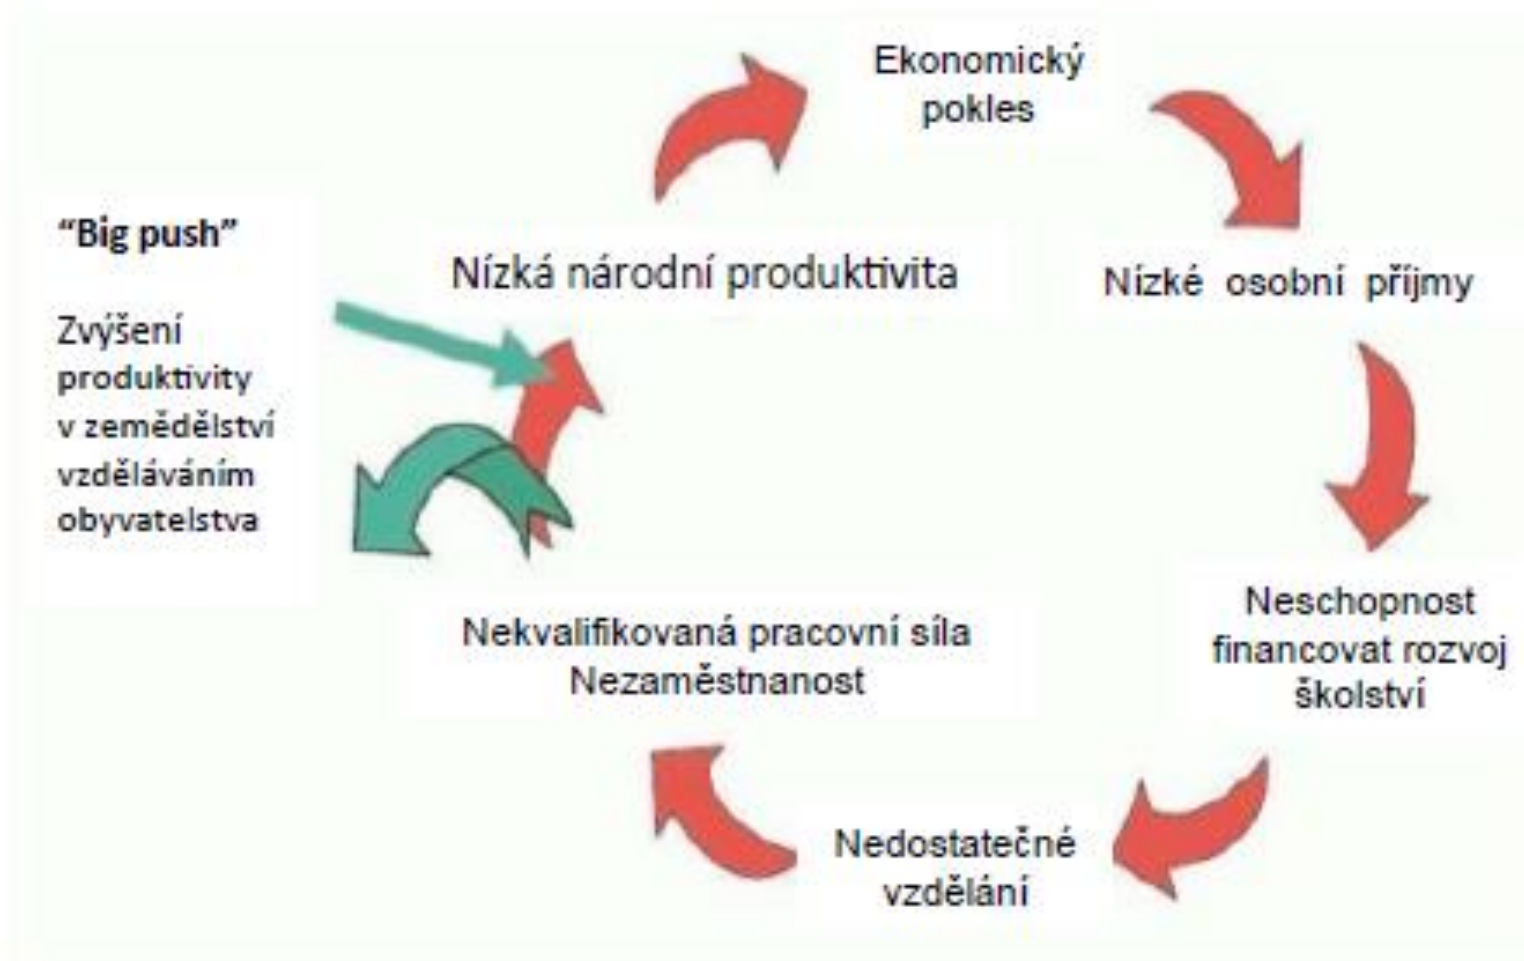 Ekonomický
pokles
“Big push”
Nízká národní produktivita
Nízké osobní příjmy
Zvýšení
produktivity
v zemědělství
vzděláváním
obyvatelstva
Neschopnost
financovat rozvoj
školství
Nekvalifikovaná pracovní síla
Nezaměstnanost
Nedostatečné
vzdělání